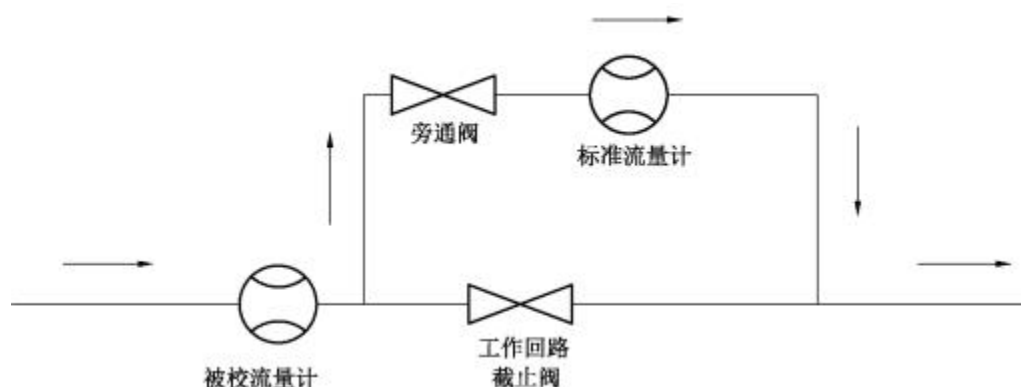 旁通阀
标准流量计
工作回路
截止阀
被校流量计